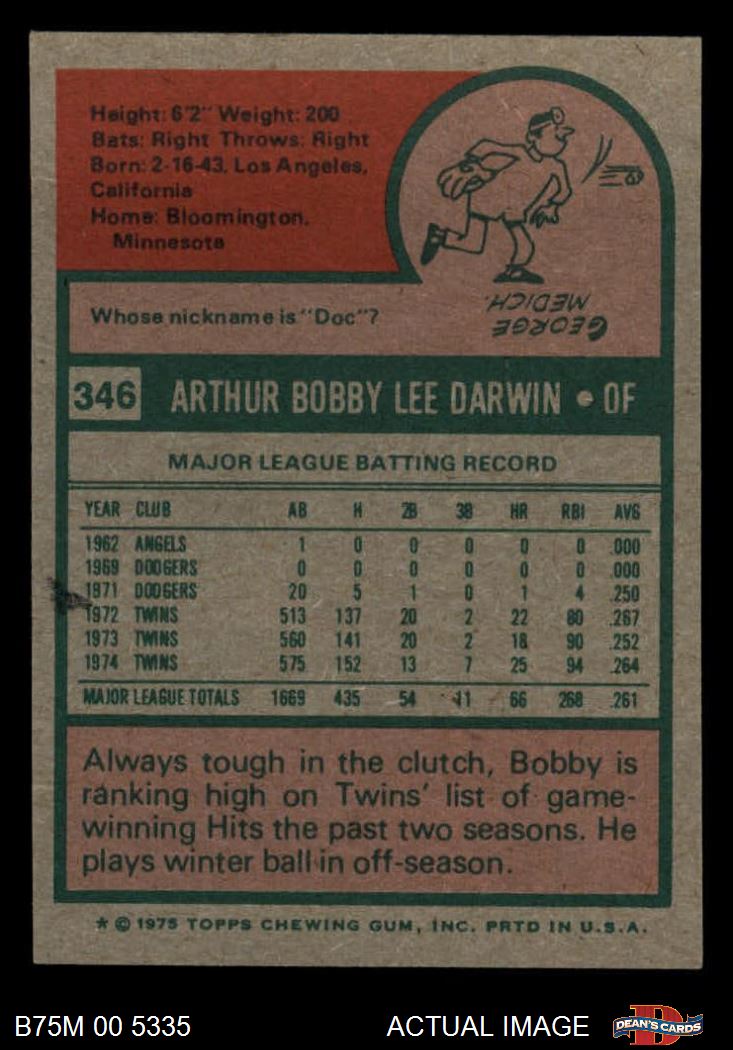 Height: 6'2" Weight: 200
Bats: Right Throws: Right
Born: 2-16-43, Los Angeles,
California
Home: Bloomington,
Minnesota
Whose nickname is "Doc"?
GEORGE
MEDICH.
346 ARTHUR BOBBY LEE DARWIN • OF
MAJOR LEAGUE BATTING RECORD
YEAR CLUB AB H 2B 3B HR RBI AVG
1962 ANGELS 1 0 0 0 0 0 .000
1969 DODGERS 0 0 0 0 0 0 .000
1971 DODGERS 20 5 1 0 1 4 .250
1972 TWINS 513 137 20 2 22 80 .267
1973 TWINS 560 141 20 2 18 90 .252
1974 TWINS 575 152 13 7 25 94 .264
MAJOR LEAGUE TOTALS 1669 435 54 11 66 268 .261
Always tough in the clutch, Bobby is
ranking high on Twins' list of game-
winning Hits the past two seasons. He
plays winter ball in off-season.
* © 1975 TOPPS CHEWING GUM, INC. PRTD IN U.S.A.
B75M 00 5335 ACTUAL IMAGE D DEAN'S CARDS